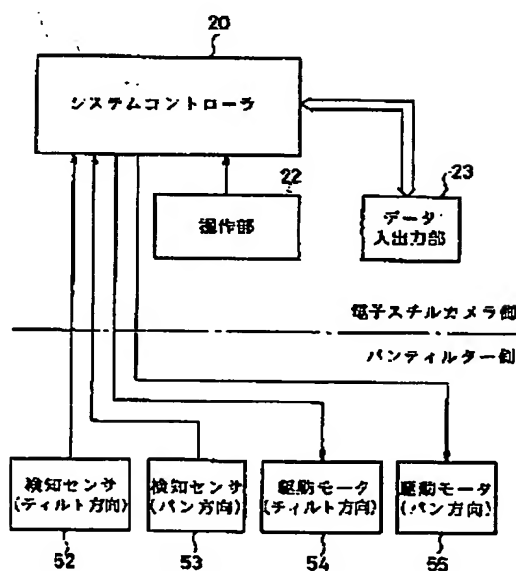 20
システムコントローラ
22
操作部
23
データ
入出力部
電子スチルカメラ側
パンティルター側
検知センサ
(ティルト方向)
52
検知センサ
(パン方向)
53
駆動モータ
(チィルト方向)
54
駆動モータ
(パン方向)
55